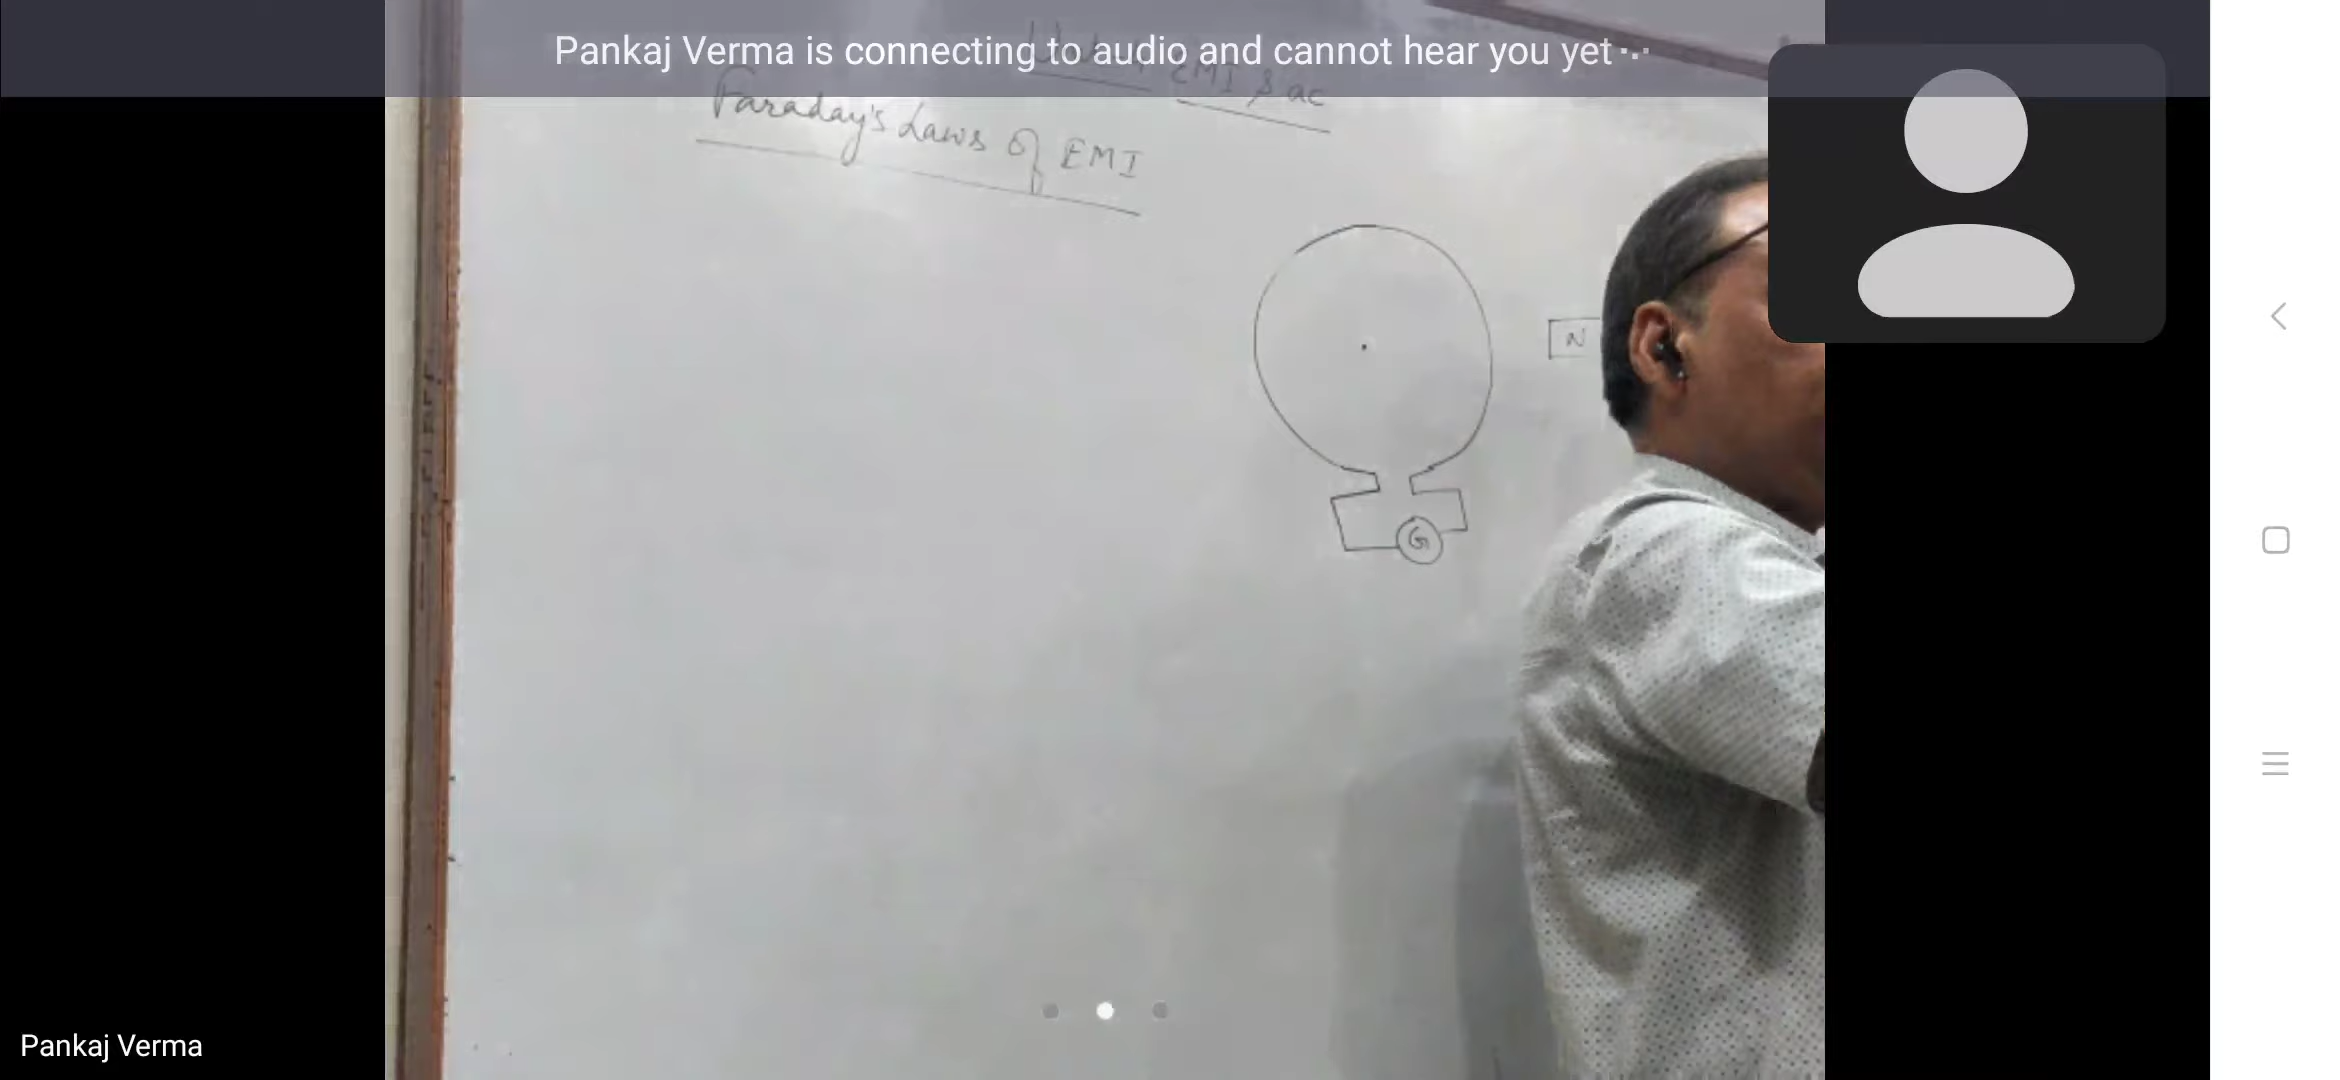 Pankaj Verma is connecting to audio and cannot hear you yet
EMI & ac
Faraday's Laws of EMI
N
G
Pankaj Verma